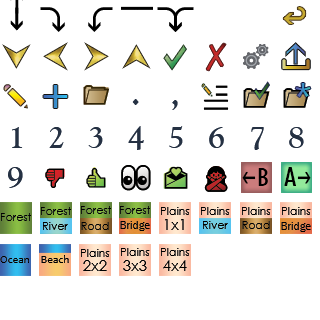 . ,
1 2 3 4 5 6 7 8
9 ←B A→
Forest Forest River Forest Road Forest Bridge Plains 1x1 Plains River Plains Road Plains Bridge
Ocean Beach Plains 2x2 Plains 3x3 Plains 4x4